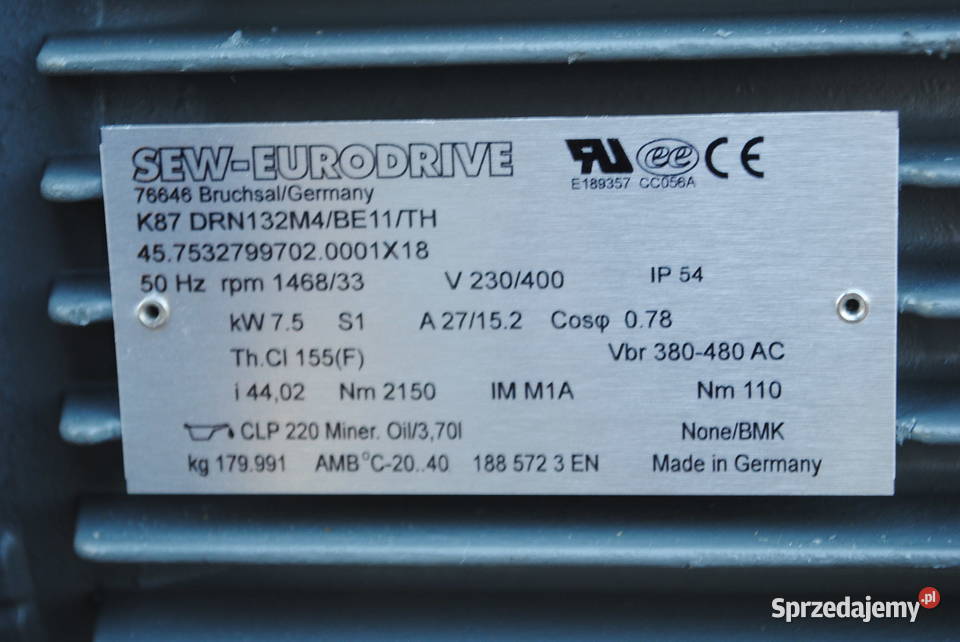 SEW-EURODRIVE
76646 Bruchsal/Germany
E189357 CC056A
K87 DRN132M4/BE11/TH
45.7532799702.0001X18
50 Hz rpm 1468/33 V 230/400 IP 54
kW 7.5 S1 A 27/15.2 Cosφ 0.78
Th.Cl 155(F) Vbr 380-480 AC
i 44,02 Nm 2150 IM M1A Nm 110
CLP 220 Miner. Oil/3,70l None/BMK
kg 179.991 AMB°C-20..40 188 572 3 EN Made in Germany
Sprzedajemy.pl